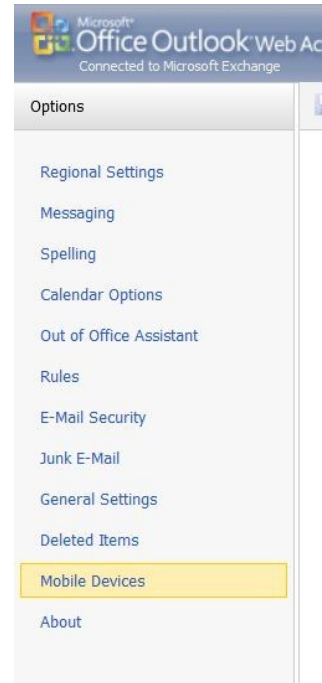 Microsoft®
Office Outlook® Web Ac
Connected to Microsoft Exchange
Options
Regional Settings
Messaging
Spelling
Calendar Options
Out of Office Assistant
Rules
E-Mail Security
Junk E-Mail
General Settings
Deleted Items
Mobile Devices
About